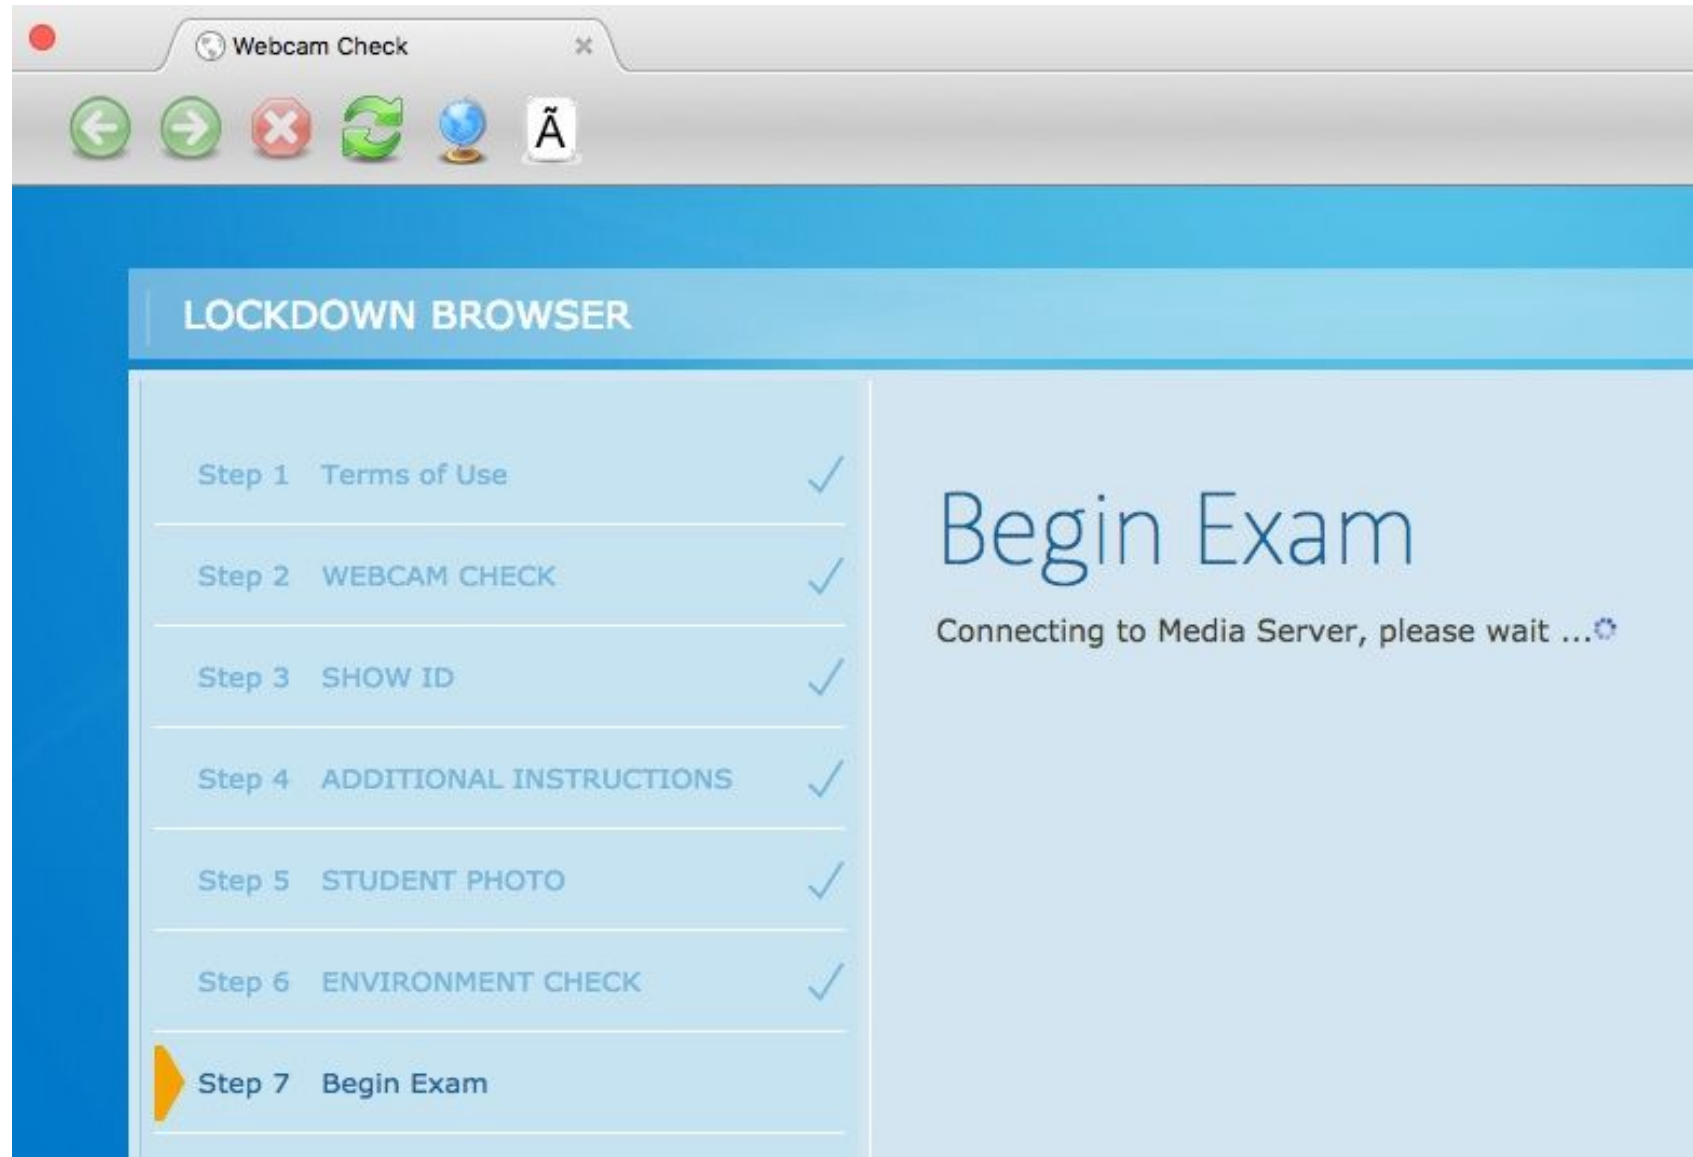 Webcam Check
Ã
LOCKDOWN BROWSER
Step 1 Terms of Use
Step 2 WEBCAM CHECK
Step 3 SHOW ID
Step 4 ADDITIONAL INSTRUCTIONS
Step 5 STUDENT PHOTO
Step 6 ENVIRONMENT CHECK
Step 7 Begin Exam
Begin Exam
Connecting to Media Server, please wait ...